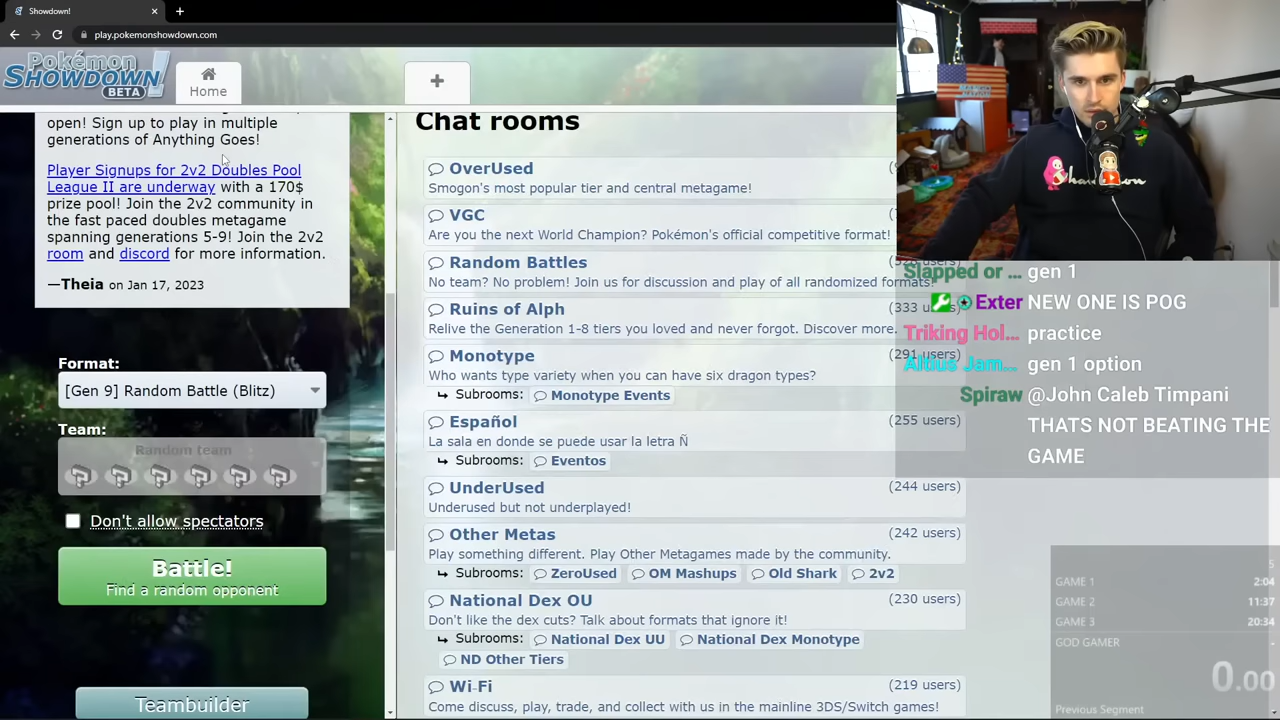 Showdown!
play.pokemonshowdown.com
Pokémon
SHOWDOWN!
BETA
Home
open! Sign up to play in multiple
generations of Anything Goes!
Player Signups for 2v2 Doubles Pool
League II are underway with a 170$
prize pool! Join the 2v2 community in
the fast paced doubles metagame
spanning generations 5-9! Join the 2v2
room and discord for more information.
—Theia on Jan 17, 2023
Format:
[Gen 9] Random Battle (Blitz)
Team:
Random team
Don't allow spectators
Battle!
Find a random opponent
Teambuilder
Chat rooms
OverUsed
Smogon's most popular tier and central metagame!
VGC
Are you the next World Champion? Pokémon's official competitive format!
Random Battles
No team? No problem! Join us for discussion and play of all randomized formats!
Ruins of Alph (333 users)
Relive the Generation 1-8 tiers you loved and never forgot. Discover more.
Monotype (291 users)
Who wants type variety when you can have six dragon types?
↳ Subrooms: Monotype Events
Español (255 users)
La sala en donde se puede usar la letra Ñ
↳ Subrooms: Eventos
UnderUsed (244 users)
Underused but not underplayed!
Other Metas (242 users)
Play something different. Play Other Metagames made by the community.
↳ Subrooms: ZeroUsed OM Mashups Old Shark 2v2
National Dex OU (230 users)
Don't like the dex cuts? Talk about formats that ignore it!
↳ Subrooms: National Dex UU National Dex Monotype
ND Other Tiers
Wi-Fi (219 users)
Come discuss, play, trade, and collect with us in the mainline 3DS/Switch games!
Slapped or ... gen 1
Exter NEW ONE IS POG
Triking Hol... practice
Altius Jam... gen 1 option
Spiraw @John Caleb Timpani
THATS NOT BEATING THE
GAME
5
GAME 1 2:04
GAME 2 11:37
GAME 3 20:34
GOD GAMER -
0.00
Previous Segment -